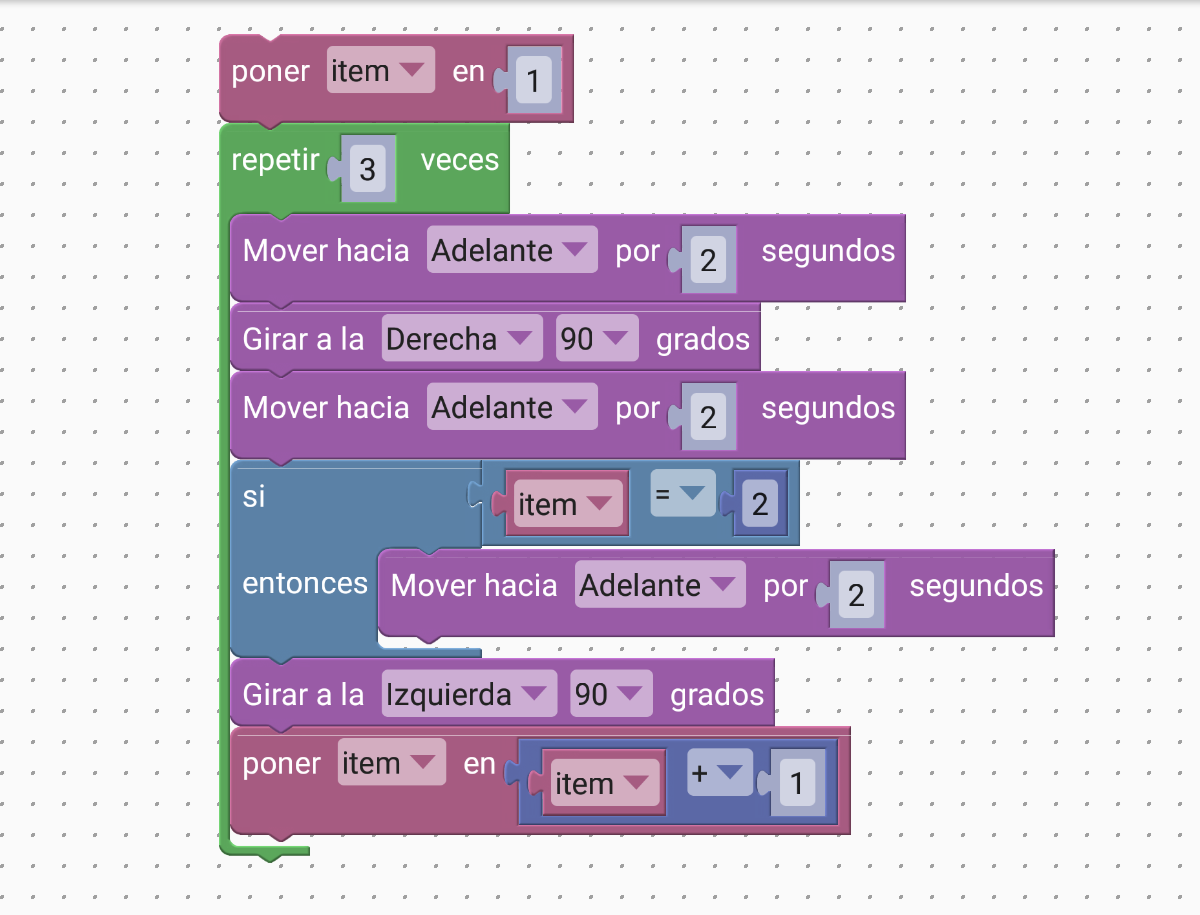 poner item en 1
repetir 3 veces
Mover hacia Adelante por 2 segundos
Girar a la Derecha 90 grados
Mover hacia Adelante por 2 segundos
si item = 2
entonces Mover hacia Adelante por 2 segundos
Girar a la Izquierda 90 grados
poner item en item + 1